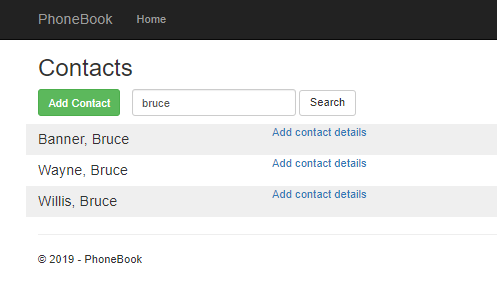 PhoneBook Home
Contacts
Add Contact bruce Search
Banner, Bruce Add contact details
Wayne, Bruce Add contact details
Willis, Bruce Add contact details
© 2019 - PhoneBook